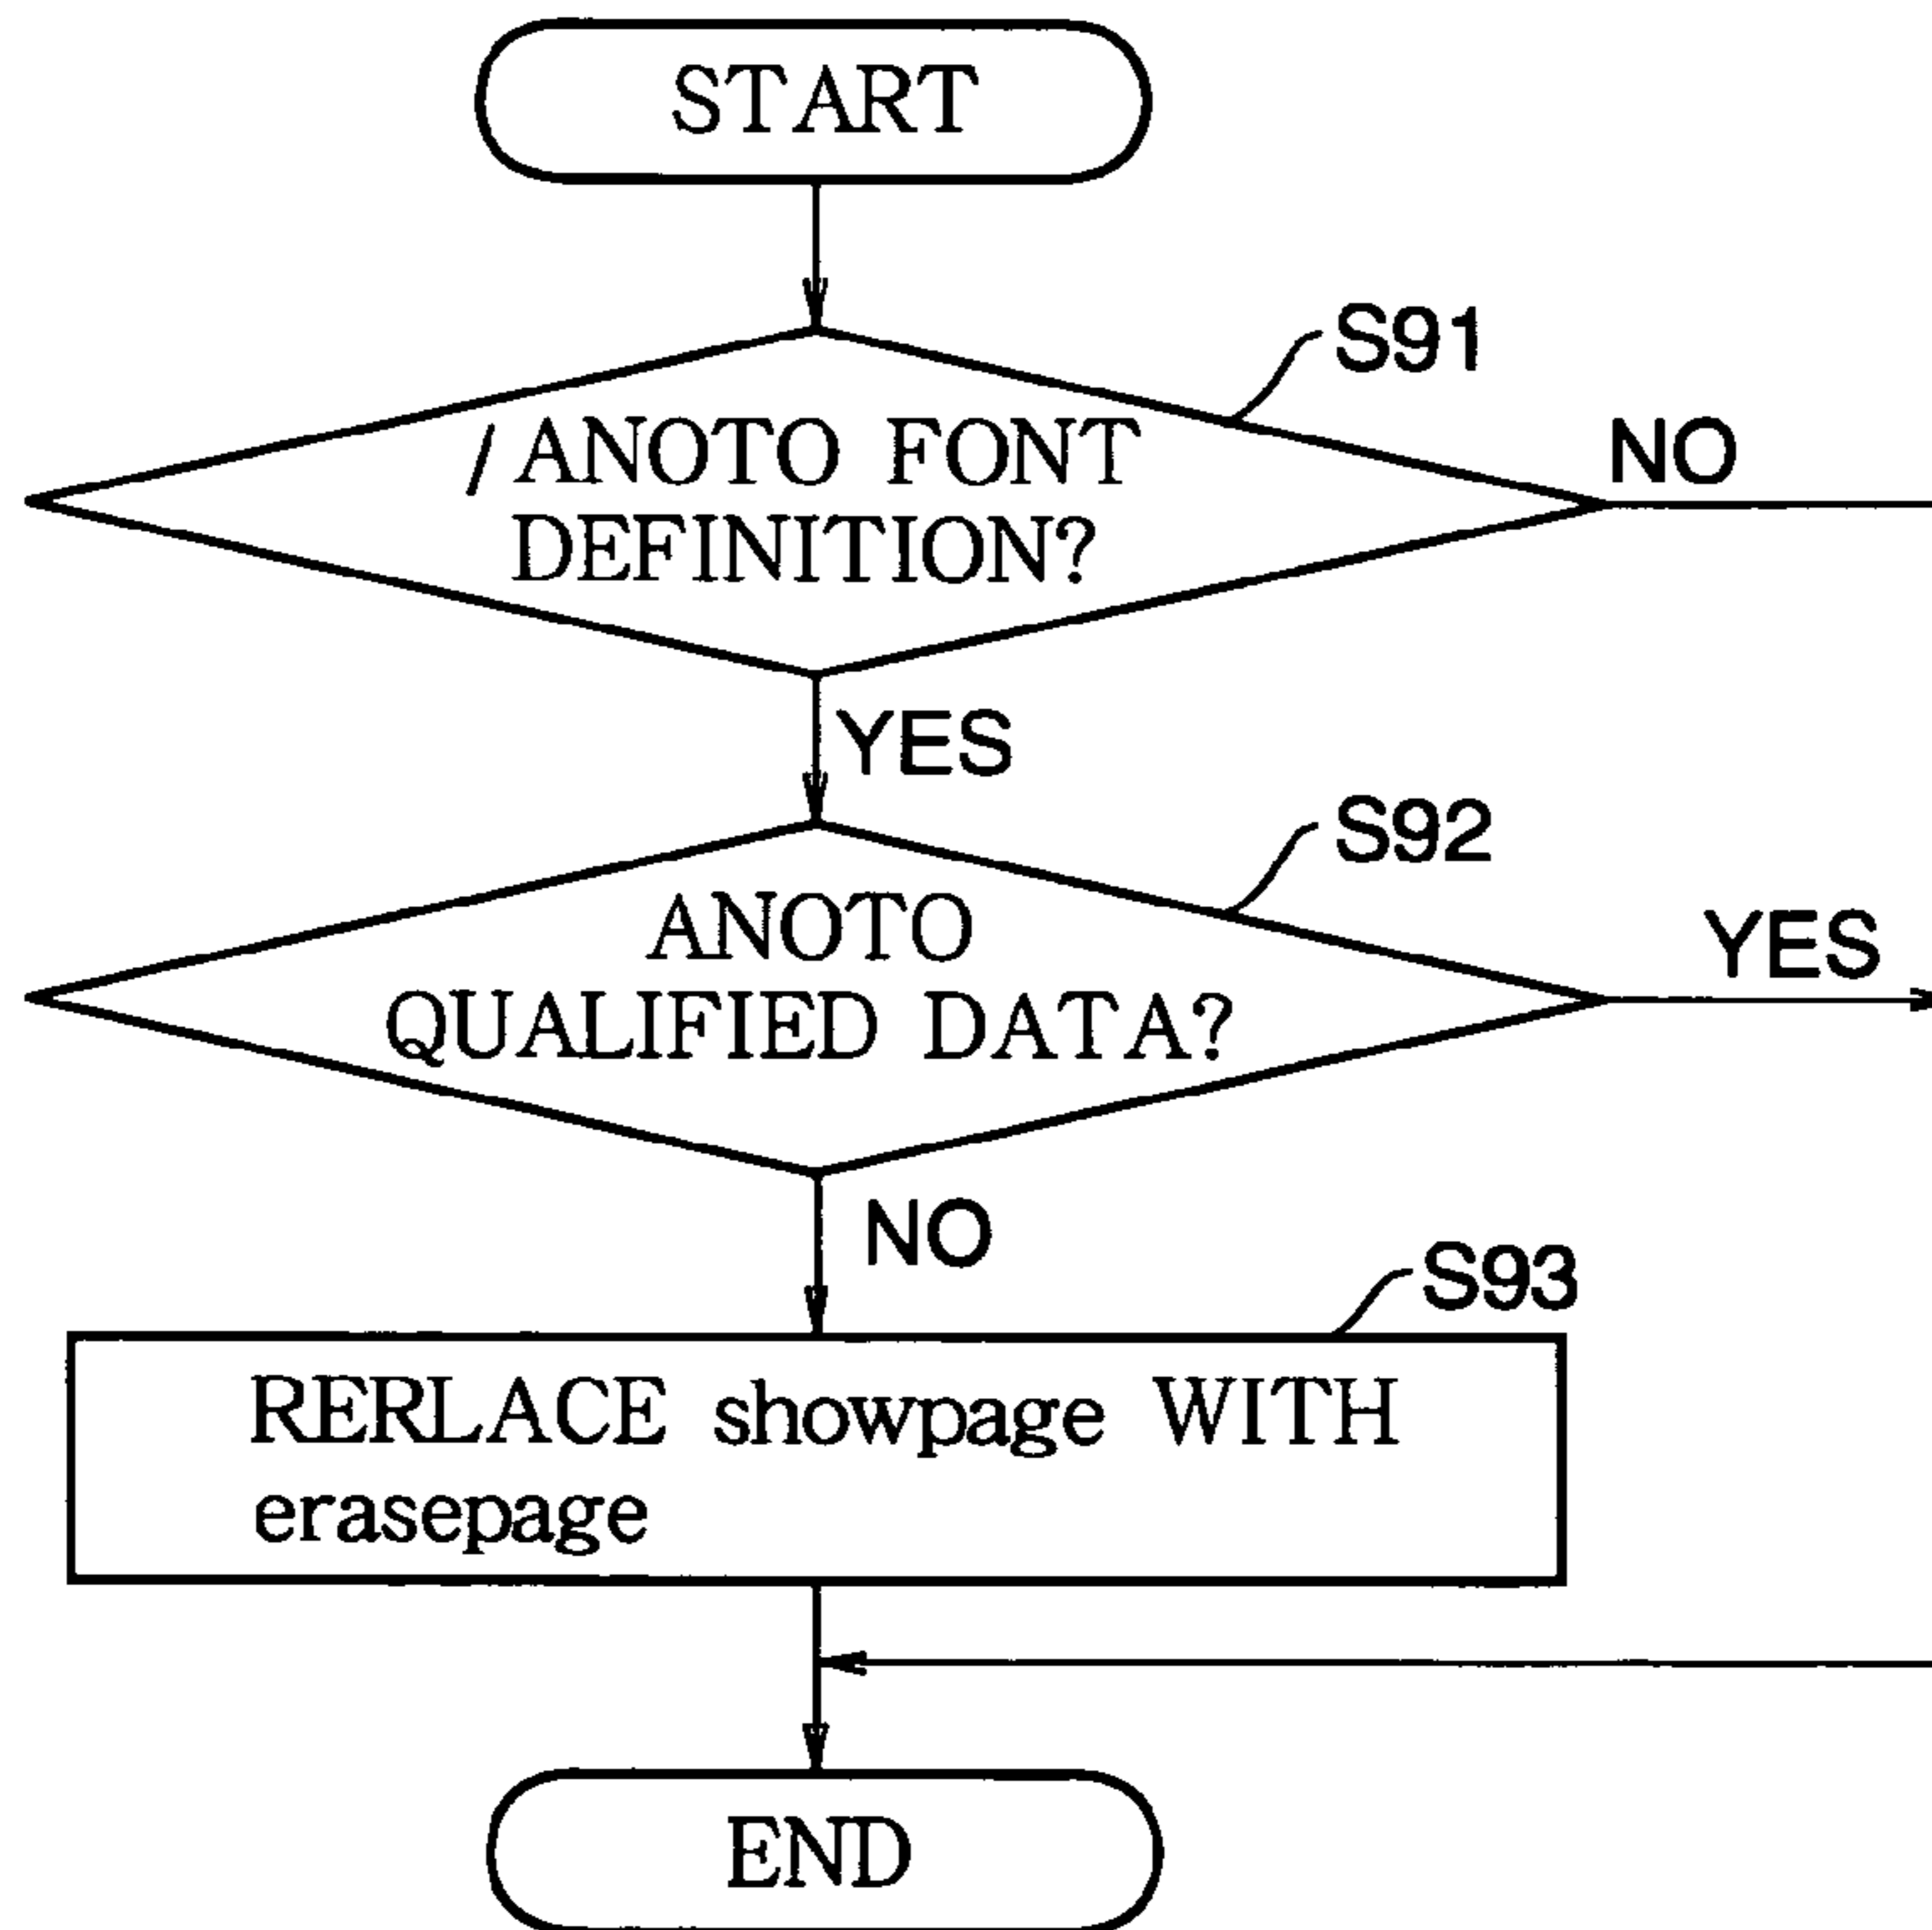 START
S91
/ANOTO FONT
DEFINITION?
NO
YES
S92
ANOTO
QUALIFIED DATA?
YES
NO
S93
RERLACE showpage WITH
erasepage
END